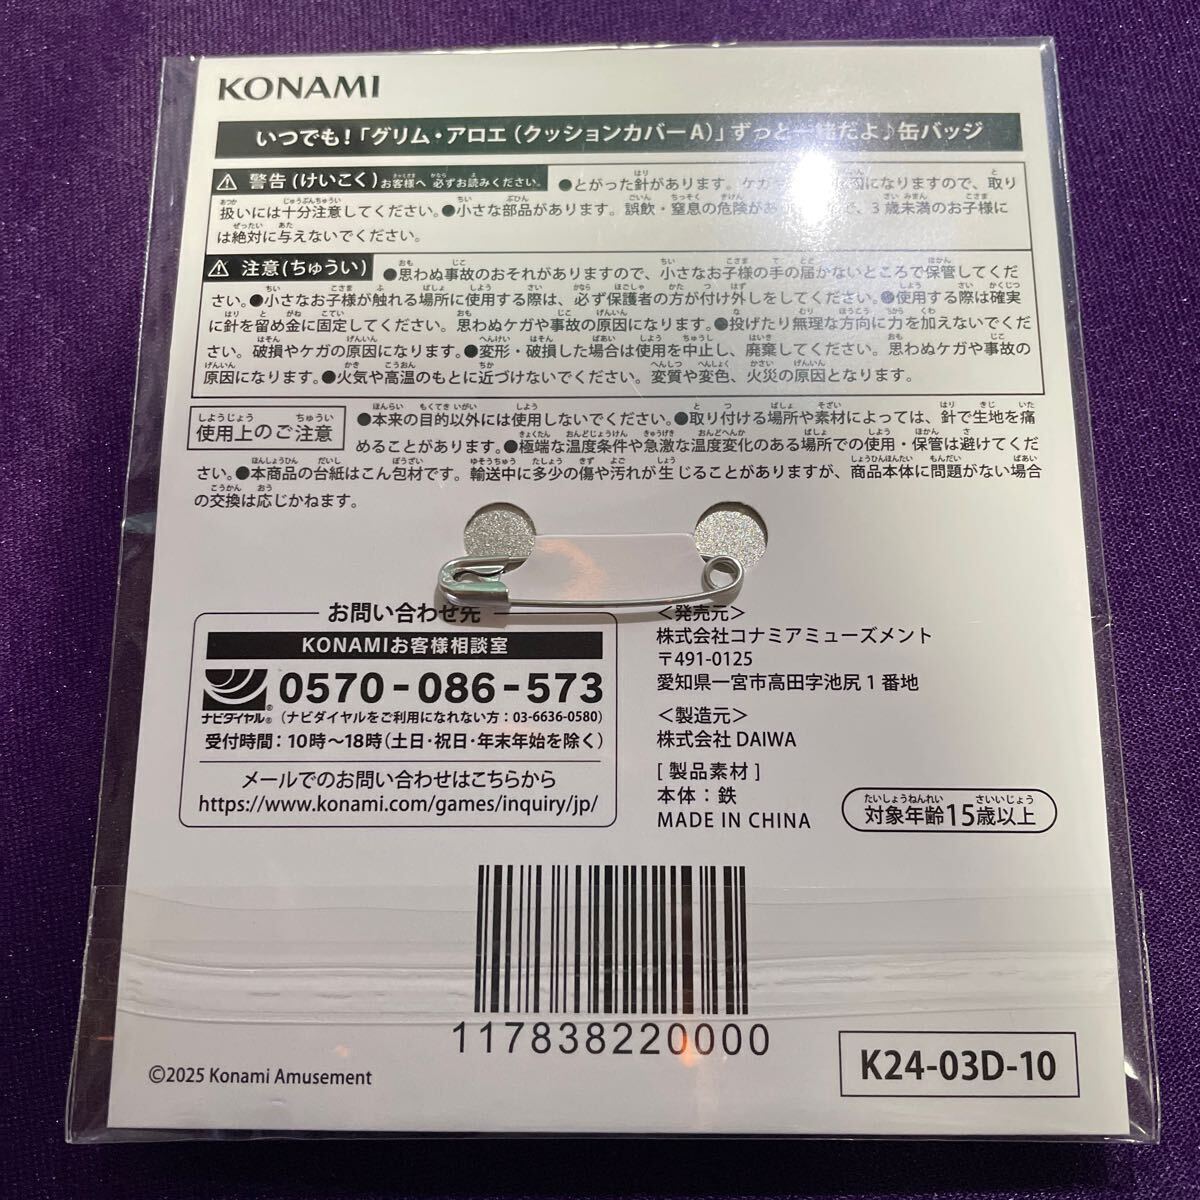 KONAMI
いつでも！「グリム・アロエ（クッションカバーA）」ずっと一緒だよ♪缶バッジ
警告(けいこく)お客様へ 必ずお読みください。 ●とがった針があります。ケガ になりますので、取り
扱いには十分注意してください。●小さな部品があります。誤飲・窒息の危険があ で、3歳未満のお子様に
は絶対に与えないでください。
注意(ちゅうい) ●思わぬ事故のおそれがありますので、小さなお子様の手の届かないところで保管してくだ
さい。●小さなお子様が触れる場所に使用する際は、必ず保護者の方が付け外しをしてください。●使用する際は確実
に針を留め金に固定してください。思わぬケガや事故の原因になります。●投げたり無理な方向に力を加えないでくだ
さい。破損やケガの原因になります。●変形・破損した場合は使用を中止し、廃棄してください。思わぬケガや事故の
原因になります。●火気や高温のもとに近づけないでください。変質や変色、火災の原因となります。
使用上のご注意 ●本来の目的以外には使用しないでください。●取り付ける場所や素材によっては、針で生地を痛
めることがあります。●極端な温度条件や急激な温度変化のある場所での使用・保管は避けてくだ
さい。●本商品の台紙はこん包材です。輸送中に多少の傷や汚れが生じることがありますが、商品本体に問題がない場合
の交換は応じかねます。
お問い合わせ先
KONAMIお客様相談室
ナビダイヤル® 0570-086-573
（ナビダイヤルをご利用になれない方：03-6636-0580）
受付時間：10時～18時（土日・祝日・年末年始を除く）
メールでのお問い合わせはこちらから
https://www.konami.com/games/inquiry/jp/
＜発売元＞
株式会社コナミアミューズメント
〒491-0125
愛知県一宮市高田字池尻1番地
＜製造元＞
株式会社 DAIWA
[ 製品素材 ]
本体：鉄
MADE IN CHINA
対象年齢15歳以上
117838220000
©2025 Konami Amusement
K24-03D-10